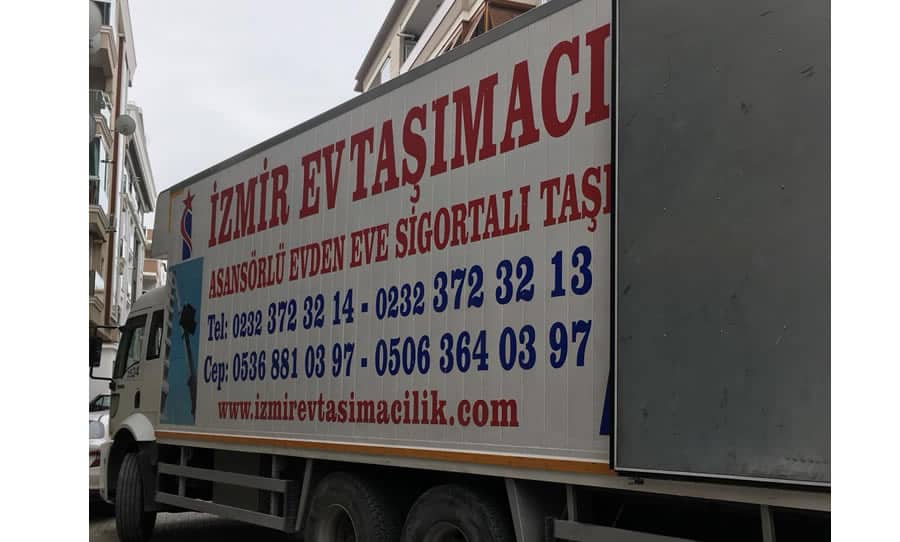 İZMİR EV TAŞIMACI
ASANSÖRLÜ EVDEN EVE SİGORTALI TAŞI
Tel: 0232 372 32 14 - 0232 372 32 13
Cep: 0536 881 03 97 - 0506 364 03 97
www.izmirevtasimacilik.com